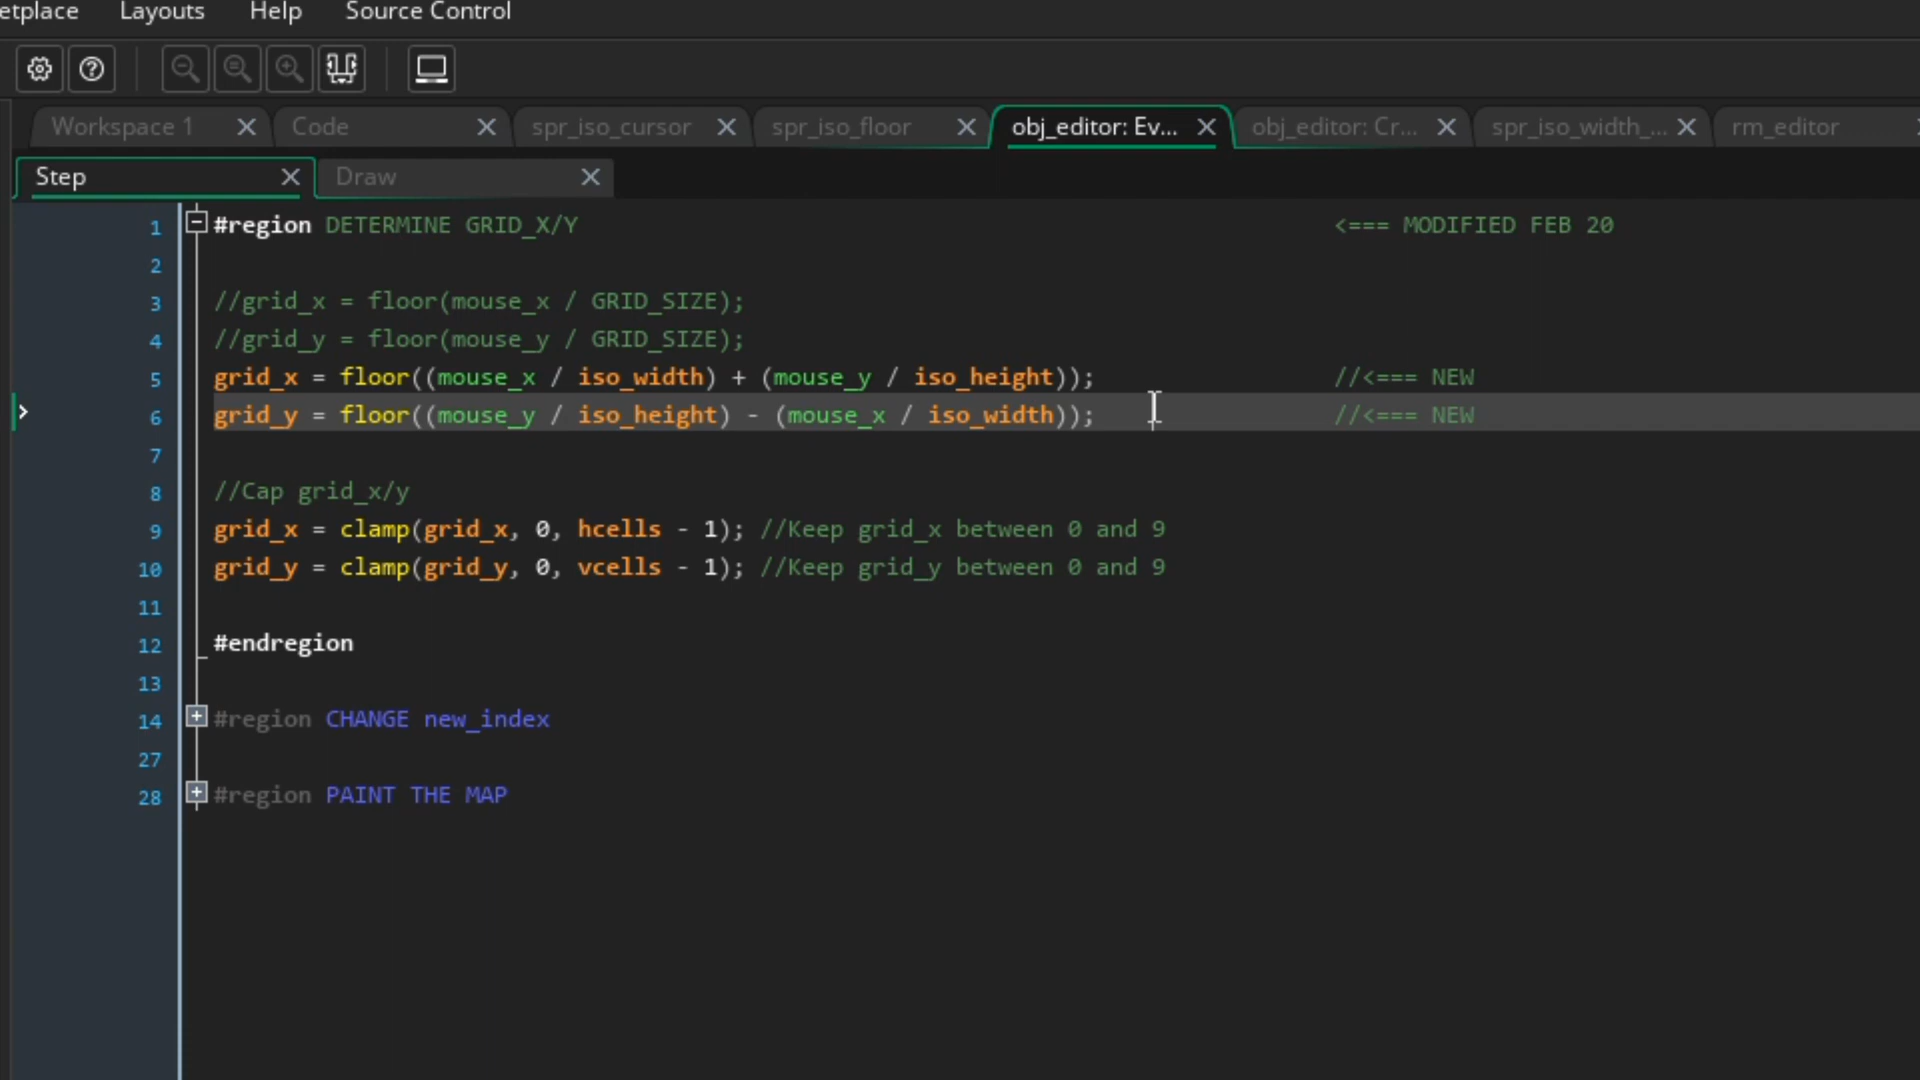 etplace Layouts Help Source Control
Workspace 1 Code spr_iso_cursor spr_iso_floor obj_editor: Ev... obj_editor: Cr... spr_iso_width_... rm_editor
Step Draw
1 #region DETERMINE GRID_X/Y <=== MODIFIED FEB 20
2
3 //grid_x = floor(mouse_x / GRID_SIZE);
4 //grid_y = floor(mouse_y / GRID_SIZE);
5 grid_x = floor((mouse_x / iso_width) + (mouse_y / iso_height)); //<=== NEW
6 grid_y = floor((mouse_y / iso_height) - (mouse_x / iso_width)); //<=== NEW
7
8 //Cap grid_x/y
9 grid_x = clamp(grid_x, 0, hcells - 1); //Keep grid_x between 0 and 9
10 grid_y = clamp(grid_y, 0, vcells - 1); //Keep grid_y between 0 and 9
11
12 #endregion
13
14 #region CHANGE new_index
27
28 #region PAINT THE MAP